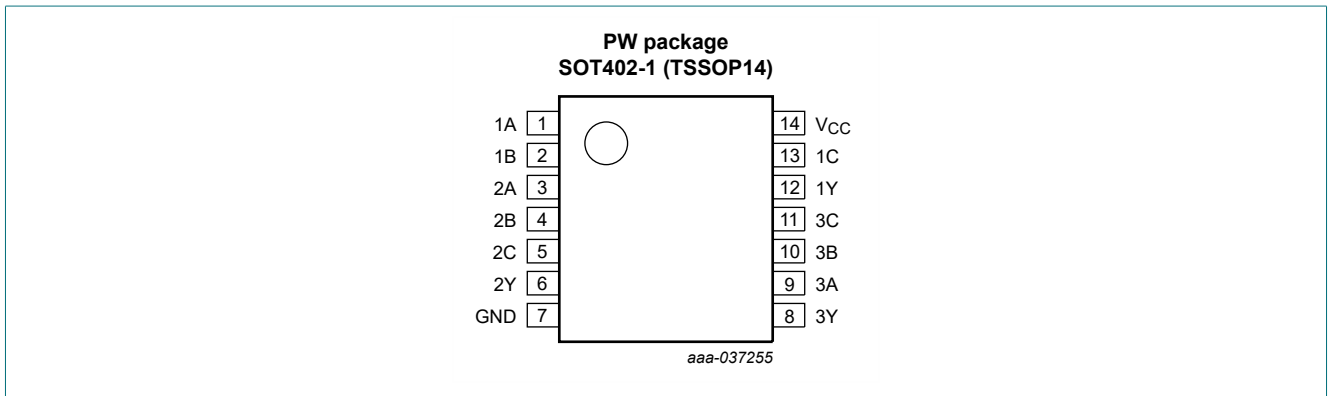 PW package
SOT402-1 (TSSOP14)
1A 1 14 VCC
1B 2 13 1C
2A 3 12 1Y
2B 4 11 3C
2C 5 10 3B
2Y 6 9 3A
GND 7 8 3Y
aaa-037255